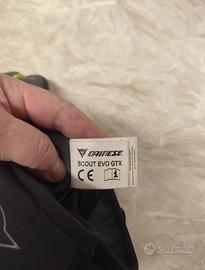 DAINESE
SCOUT EVO GTX
CE
i
SUBITO